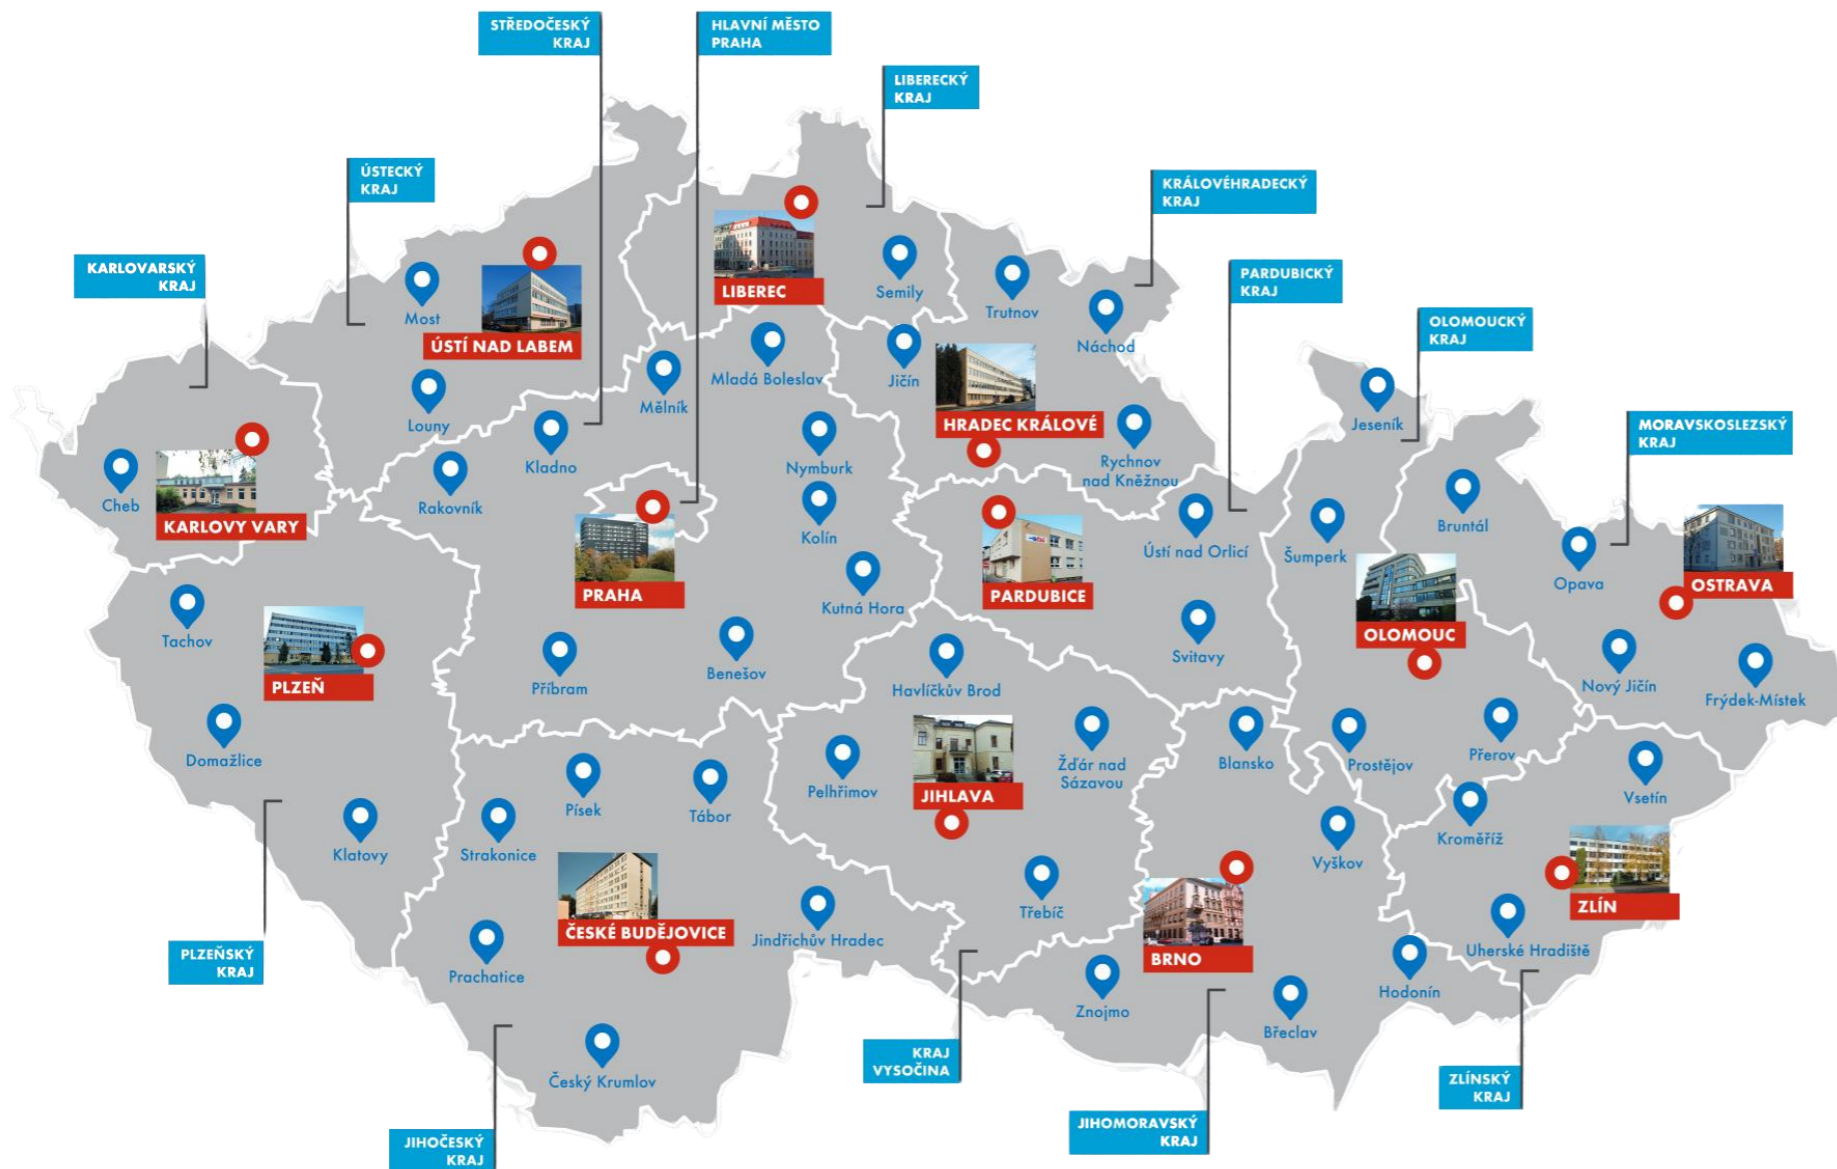 STŘEDOČESKÝ
KRAJ
HLAVNÍ MĚSTO
PRAHA
LIBERECKÝ
KRAJ
ÚSTECKÝ
KRAJ
KRÁLOVÉHRADECKÝ
KRAJ
KARLOVARSKÝ
KRAJ
PARDUBICKÝ
KRAJ
OLOMOUCKÝ
KRAJ
MORAVSKOSLEZSKÝ
KRAJ
Most
ÚSTÍ NAD LABEM
LIBEREC
Semily
Trutnov
Náchod
Louny
Mělník
Mladá Boleslav
Jičín
HRADEC KRÁLOVÉ
Jeseník
Cheb
KARLOVY VARY
Rakovník
Kladno
Nymburk
Rychnov
nad Kněžnou
Kolín
Bruntál
Ústí nad Orlicí
Šumperk
Opava
OSTRAVA
PRAHA
Kutná Hora
PARDUBICE
OLOMOUC
Tachov
PLZEŇ
Příbram
Benešov
Havlíčkův Brod
Svitavy
Nový Jičín
Frýdek-Místek
Domažlice
Písek
Tábor
Pelhřimov
JIHLAVA
Žďár nad
Sázavou
Blansko
Prostějov
Přerov
Vsetín
Klatovy
Strakonice
Kroměříž
Vyškov
ČESKÉ BUDĚJOVICE
Jindřichův Hradec
Třebíč
BRNO
ZLÍN
Uherské Hradiště
Prachatice
Znojmo
Hodonín
Břeclav
Český Krumlov
PLZEŇSKÝ
KRAJ
KRAJ
VYSOČINA
ZLÍNSKÝ
KRAJ
JIHOČESKÝ
KRAJ
JIHOMORAVSKÝ
KRAJ